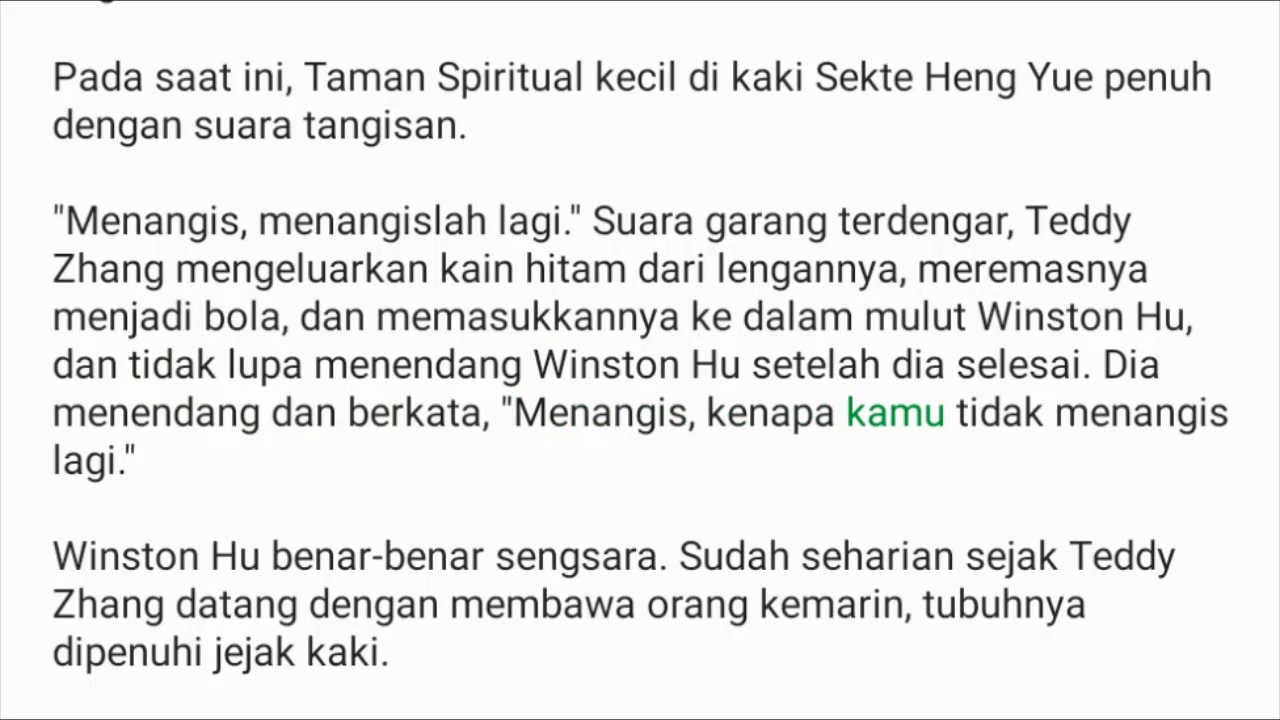 Pada saat ini, Taman Spiritual kecil di kaki Sekte Heng Yue penuh
dengan suara tangisan.
"Menangis, menangislah lagi." Suara garang terdengar, Teddy
Zhang mengeluarkan kain hitam dari lengannya, meremasnya
menjadi bola, dan memasukkannya ke dalam mulut Winston Hu,
dan tidak lupa menendang Winston Hu setelah dia selesai. Dia
menendang dan berkata, "Menangis, kenapa kamu tidak menangis
lagi."
Winston Hu benar-benar sengsara. Sudah seharian sejak Teddy
Zhang datang dengan membawa orang kemarin, tubuhnya
dipenuhi jejak kaki.